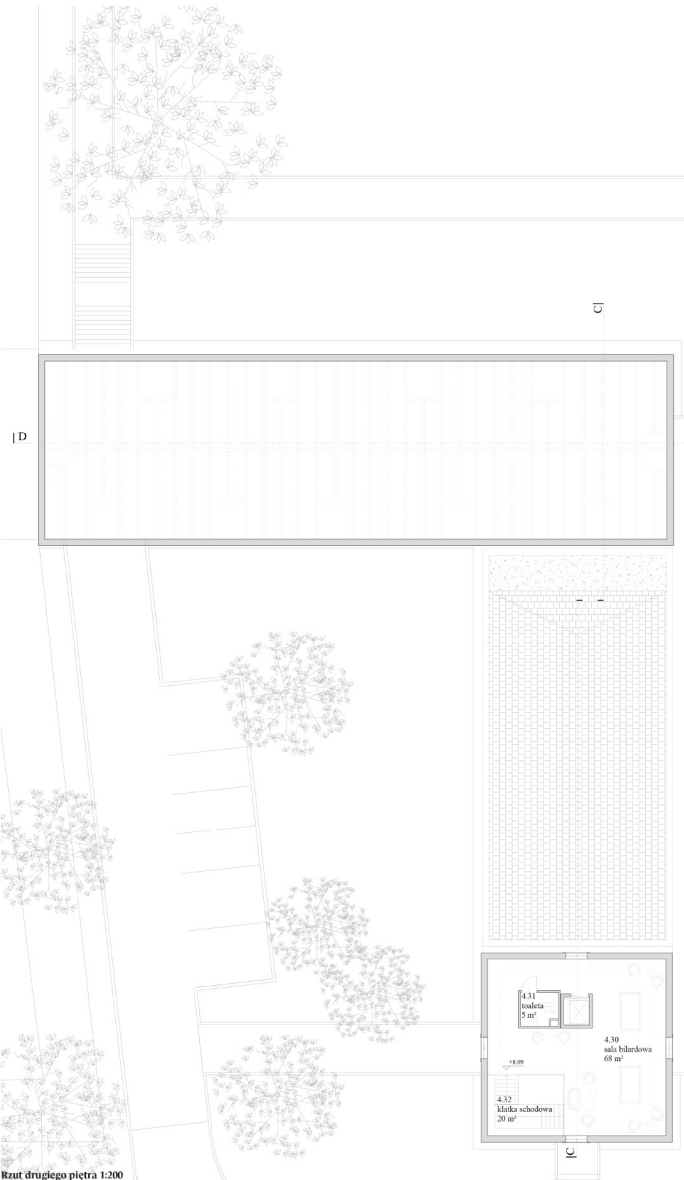 C
D
4.31
toaleta
5 m²
4.30
sala bilardowa
68 m²
+8.09
4.32
klatka schodowa
20 m²
C
Rzut drugiego piętra 1:200